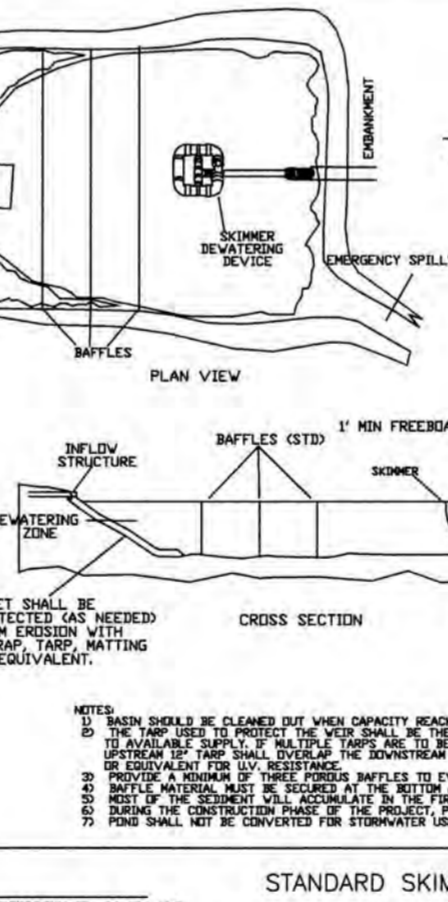 EMBANKMENT
SKIMMER
DEWATERING
DEVICE
EMERGENCY SPILL
BAFFLES
PLAN VIEW
1' MIN FREEBOA
BAFFLES (STD)
INFLOW
STRUCTURE
SKIMMER
EWATERING
ZONE
ET SHALL BE
TECTED (AS NEEDED)
M EROSION WITH
RAP, TARP, MATTING
EQUIVALENT.
CROSS SECTION
NOTES:
1) BASIN SHOULD BE CLEANED OUT WHEN CAPACITY REACH
2) THE TARP USED TO PROTECT THE WEIR SHALL BE THE
TO AVAILABLE SUPPLY. IF MULTIPLE TARPS ARE TO BE
UPSTREAM 12" TARP SHALL OVERLAP THE DOWNSTREAM
OR EQUIVALENT FOR U.V. RESISTANCE.
3) PROVIDE A MINIMUM OF THREE POROUS BAFFLES TO EV
4) BAFFLE MATERIAL MUST BE SECURED AT THE BOTTOM
5) MOST OF THE SEDIMENT WILL ACCUMULATE IN THE FIR
6) DURING THE CONSTRUCTION PHASE OF THE PROJECT, P
7) POND SHALL NOT BE CONVERTED FOR STORMWATER US
STANDARD SKIM